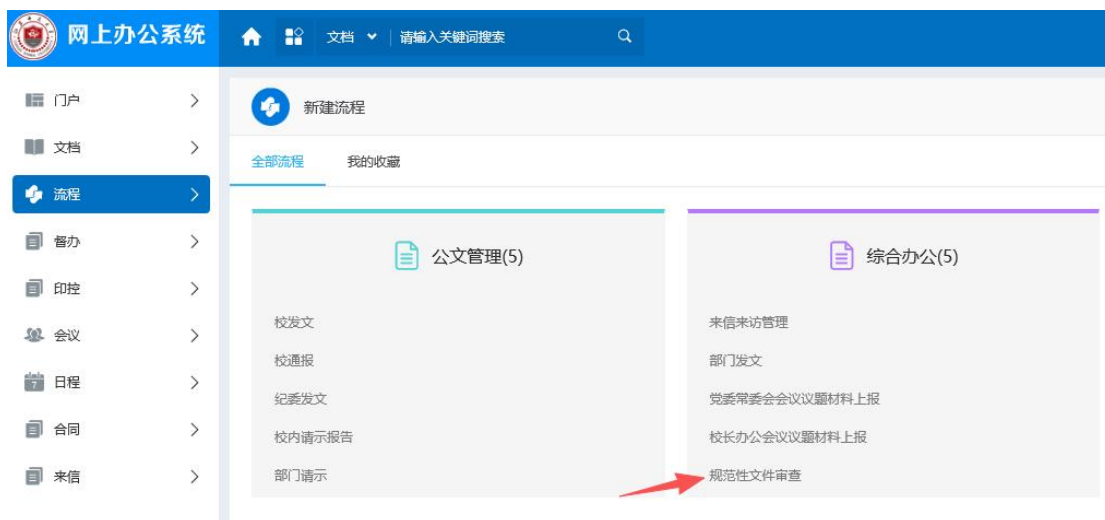 网上办公系统
文档
请输入关键词搜索
门户
文档
流程
督办
印控
会议
7
日程
合同
来信
新建流程
全部流程
我的收藏
公文管理(5)
校发文
校通报
纪委发文
校内请示报告
部门请示
综合办公(5)
来信来访管理
部门发文
党委常委会会议议题材料上报
校长办公会议议题材料上报
规范性文件审查